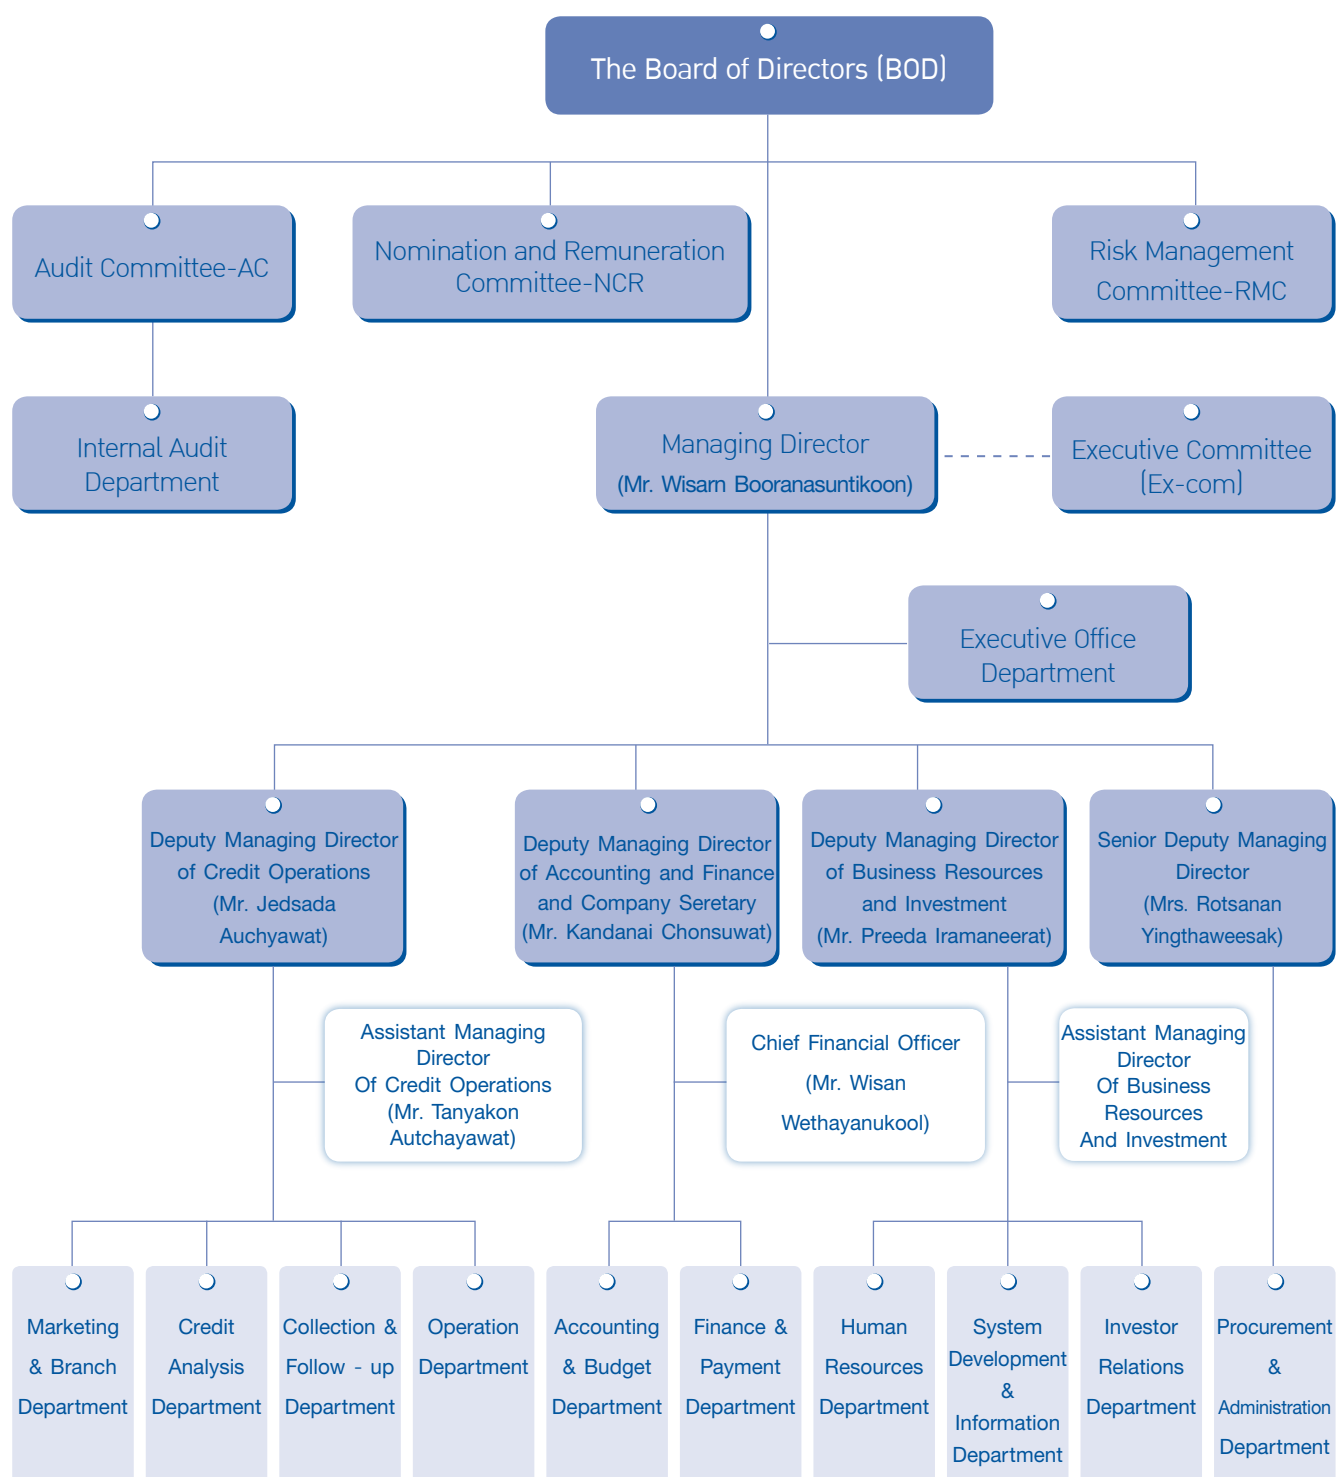 The Board of Directors (BOD)
Audit Committee-AC
Nomination and Remuneration
Committee-NCR
Risk Management
Committee-RMC
Internal Audit
Department
Managing Director
(Mr. Wisarn Booranasuntikoon)
Executive Committee
(Ex-com)
Executive Office
Department
Deputy Managing Director
of Credit Operations
(Mr. Jedsada
Auchyawat)
Deputy Managing Director
of Accounting and Finance
and Company Seretary
(Mr. Kandanai Chonsuwat)
Deputy Managing Director
of Business Resources
and Investment
(Mr. Preeda Iramaneerat)
Senior Deputy Managing
Director
(Mrs. Rotsanan
Yingthaweesak)
Assistant Managing
Director
Of Credit Operations
(Mr. Tanyakon
Autchayawat)
Chief Financial Officer
(Mr. Wisan
Wethayanukool)
Assistant Managing
Director
Of Business
Resources
And Investment
Marketing
& Branch
Department
Credit
Analysis
Department
Collection &
Follow - up
Department
Operation
Department
Accounting
& Budget
Department
Finance &
Payment
Department
Human
Resources
Department
System
Development
&
Information
Department
Investor
Relations
Department
Procurement
&
Administration
Department